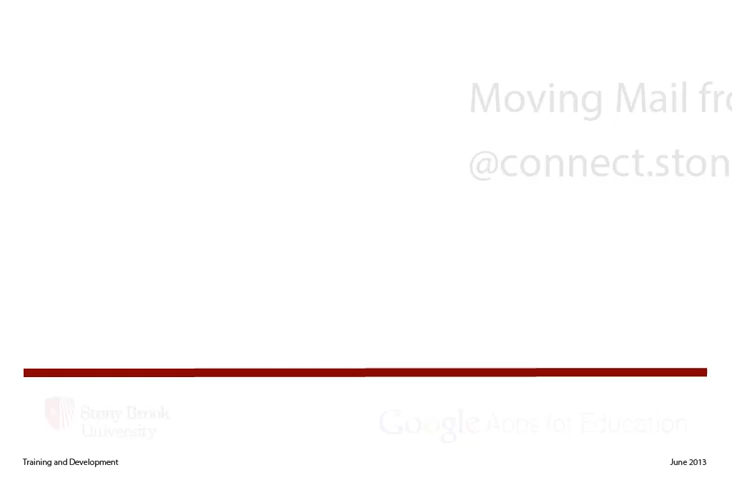 Moving Mail fro
@connect.ston
Stony Brook
University
Google Apps for Education
Training and Development
June 2013